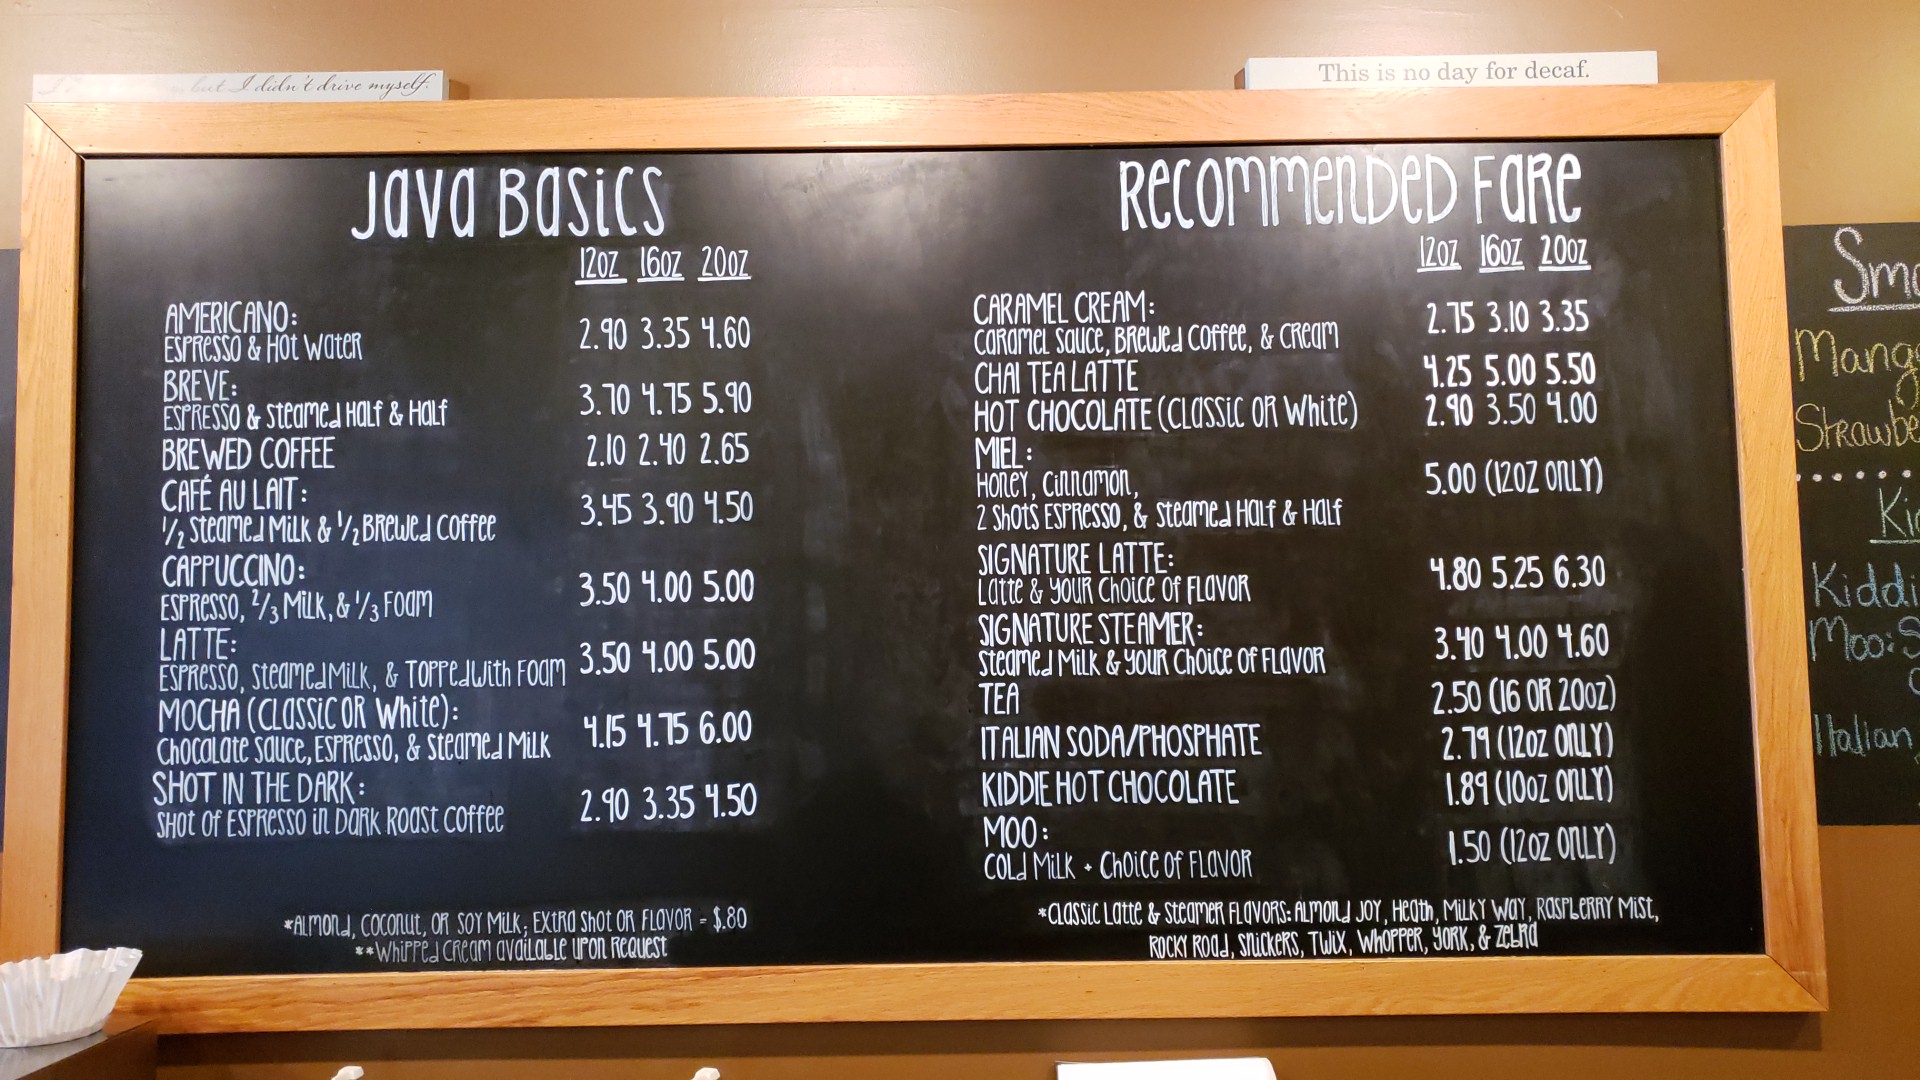 but I didn't drive myself.
This is no day for decaf.
JAVA BASICS
12oz 16oz 20oz
AMERICANO: 2.90 3.35 4.60
ESPRESSO & HOT WATER
BREVE: 3.70 4.75 5.90
ESPRESSO & STEAMED HALF & HALF
BREWED COFFEE 2.10 2.40 2.65
CAFÉ AU LAIT: 3.45 3.90 4.50
1/2 STEAMED MILK & 1/2 BREWED COFFEE
CAPPUCCINO: 3.50 4.00 5.00
ESPRESSO, 2/3 MILK, & 1/3 FOAM
LATTE: 3.50 4.00 5.00
ESPRESSO, STEAMED MILK, & TOPPED WITH FOAM
MOCHA (CLASSIC OR WHITE): 4.15 4.75 6.00
CHOCALATE SAUCE, ESPRESSO, & STEAMED MILK
SHOT IN THE DARK: 2.90 3.35 4.50
SHOT OF ESPRESSO IN DARK ROAST COFFEE
*ALMOND, COCONUT, OR SOY MILK; EXTRA SHOT OR FLAVOR = $.80
**WHIPPED CREAM AVAILABLE UPON REQUEST
RECOMMENDED FARE
12oz 16oz 20oz
CARAMEL CREAM: 2.75 3.10 3.35
CARAMEL SAUCE, BREWED COFFEE, & CREAM
CHAI TEA LATTE 4.25 5.00 5.50
HOT CHOCOLATE (CLASSIC OR WHITE) 2.90 3.50 4.00
MIEL: 5.00 (12OZ ONLY)
HONEY, CINNAMON,
2 SHOTS ESPRESSO, & STEAMED HALF & HALF
SIGNATURE LATTE: 4.80 5.25 6.30
LATTE & YOUR CHOICE OF FLAVOR
SIGNATURE STEAMER: 3.40 4.00 4.60
STEAMED MILK & YOUR CHOICE OF FLAVOR
TEA 2.50 (16 OR 20OZ)
ITALIAN SODA/PHOSPHATE 2.79 (12OZ ONLY)
KIDDIE HOT CHOCOLATE 1.89 (10OZ ONLY)
MOO: 1.50 (12OZ ONLY)
COLD MILK + CHOICE OF FLAVOR
*CLASSIC LATTE & STEAMER FLAVORS: ALMOND JOY, HEATH, MILKY WAY, RASPBERRY MIST,
ROCKY ROAD, SNICKERS, TWIX, WHOPPER, YORK, & ZEBRA
Smo
Mang
Strawbe
Ki
Kiddi
Moo: S
Italian